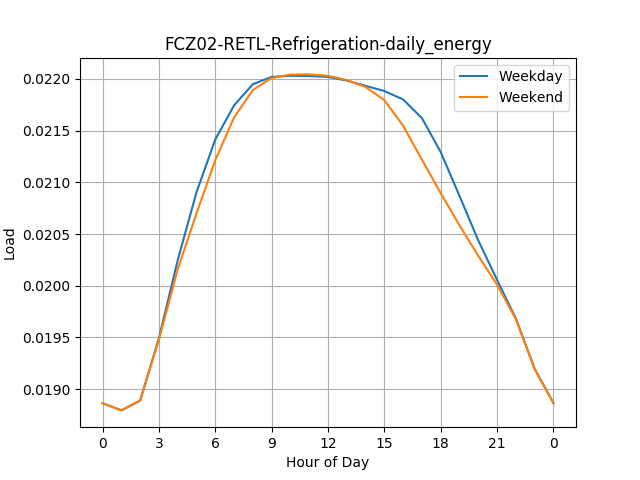 FCZ02-RETL-Refrigeration-daily_energy
Weekday
Weekend
0.0220
0.0215
0.0210
0.0205
0.0200
0.0195
0.0190
Load
0 3 6 9 12 15 18 21 0
Hour of Day